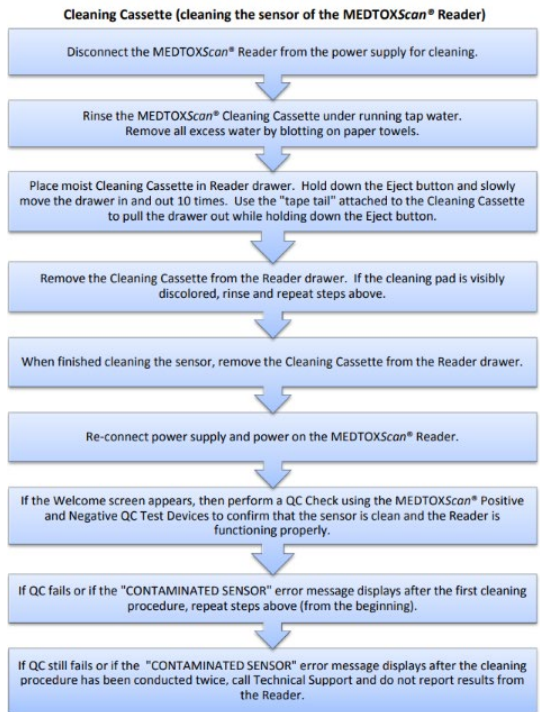 Cleaning Cassette (cleaning the sensor of the MEDTOXScan® Reader)
Disconnect the MEDTOXScan® Reader from the power supply for cleaning.
Rinse the MEDTOXScan® Cleaning Cassette under running tap water.
Remove all excess water by blotting on paper towels.
Place moist Cleaning Cassette in Reader drawer. Hold down the Eject button and slowly
move the drawer in and out 10 times. Use the "tape tail" attached to the Cleaning Cassette
to pull the drawer out while holding down the Eject button.
Remove the Cleaning Cassette from the Reader drawer. If the cleaning pad is visibly
discolored, rinse and repeat steps above.
When finished cleaning the sensor, remove the Cleaning Cassette from the Reader drawer.
Re-connect power supply and power on the MEDTOXScan® Reader.
If the Welcome screen appears, then perform a QC Check using the MEDTOXScan® Positive
and Negative QC Test Devices to confirm that the sensor is clean and the Reader is
functioning properly.
If QC fails or if the "CONTAMINATED SENSOR" error message displays after the first cleaning
procedure, repeat steps above (from the beginning).
If QC still fails or if the "CONTAMINATED SENSOR" error message displays after the cleaning
procedure has been conducted twice, call Technical Support and do not report results from
the Reader.